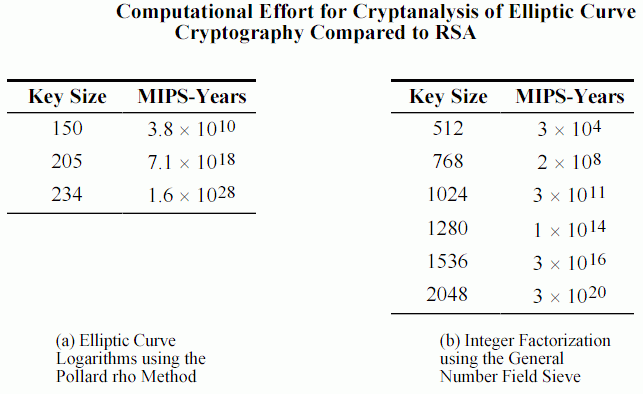 Computational Effort for Cryptanalysis of Elliptic Curve
Cryptography Compared to RSA
Key Size MIPS-Years
150 3.8 × 10^10
205 7.1 × 10^18
234 1.6 × 10^28
(a) Elliptic Curve
Logarithms using the
Pollard rho Method
Key Size MIPS-Years
512 3 × 10^4
768 2 × 10^8
1024 3 × 10^11
1280 1 × 10^14
1536 3 × 10^16
2048 3 × 10^20
(b) Integer Factorization
using the General
Number Field Sieve